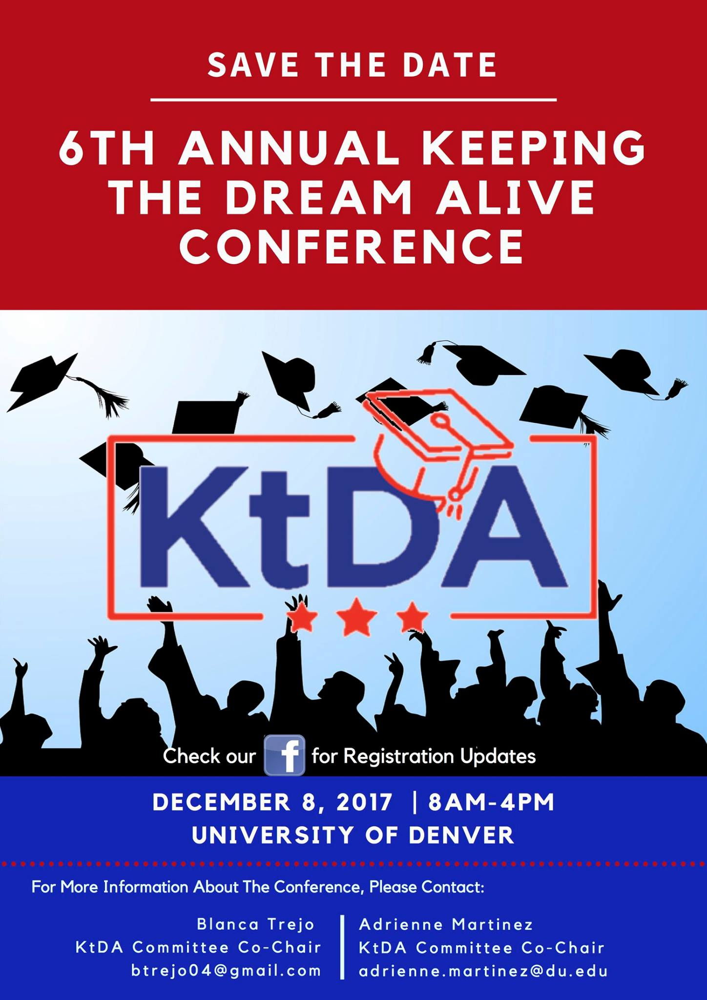 SAVE THE DATE
6TH ANNUAL KEEPING
THE DREAM ALIVE
CONFERENCE
KtDA
Check our f for Registration Updates
DECEMBER 8, 2017 | 8AM-4PM
UNIVERSITY OF DENVER
For More Information About The Conference, Please Contact:
Blanca Trejo
KtDA Committee Co-Chair
btrejo04@gmail.com
Adrienne Martinez
KtDA Committee Co-Chair
adrienne.martinez@du.edu